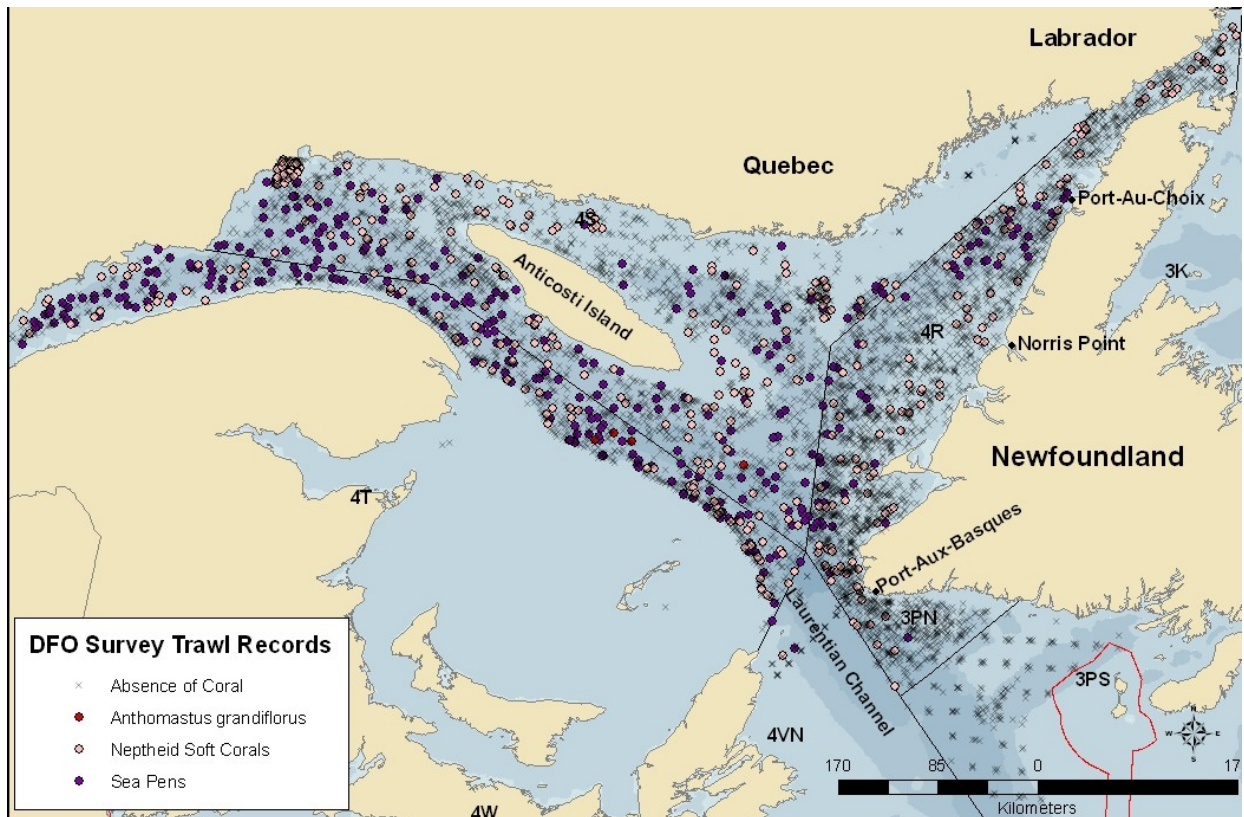 Labrador
Quebec
Port-Au-Choix
4S
3K
Anticosti Island
4R
Norris Point
Newfoundland
4T
Port-Aux-Basques
Laurentian Channel
3PN
3PS
4VN
4W
DFO Survey Trawl Records
Absence of Coral
Anthomastus grandiflorus
Neptheid Soft Corals
Sea Pens
N
W E
S
170 85 0 17
Kilometers